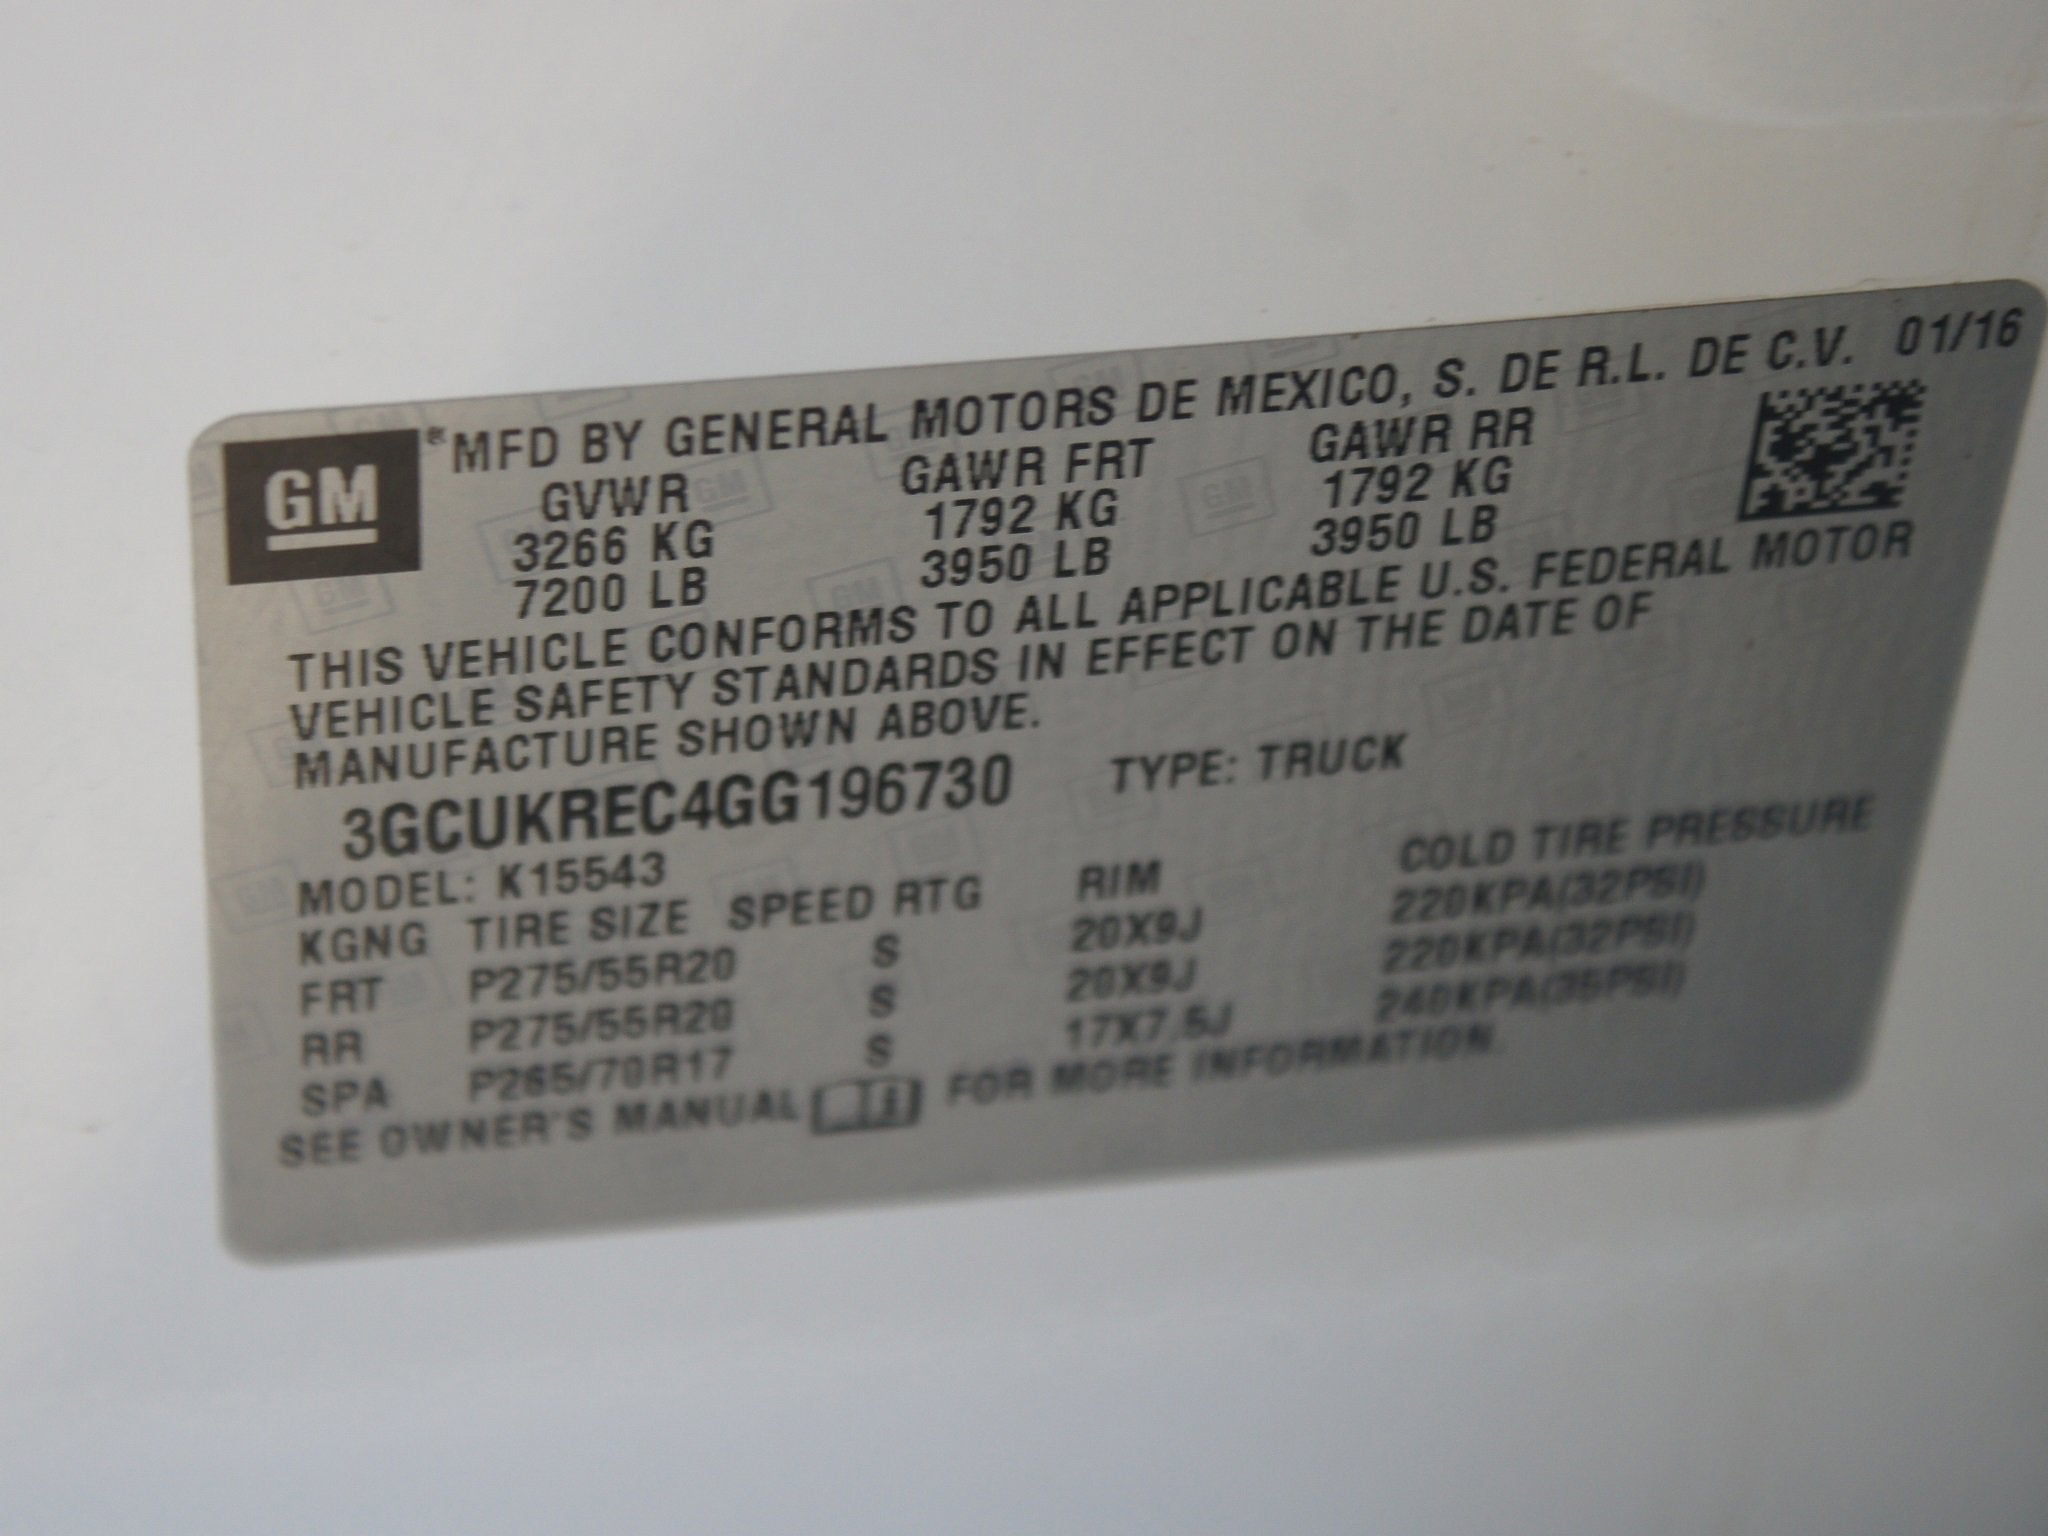 GM
MFD BY GENERAL MOTORS DE MEXICO, S. DE R.L. DE C.V. 01/16
GVWR GAWR FRT GAWR RR
3266 KG 1792 KG 1792 KG
7200 LB 3950 LB 3950 LB
THIS VEHICLE CONFORMS TO ALL APPLICABLE U.S. FEDERAL MOTOR
VEHICLE SAFETY STANDARDS IN EFFECT ON THE DATE OF
MANUFACTURE SHOWN ABOVE.
3GCUKREC4GG196730 TYPE: TRUCK
MODEL: K15543
KGNG TIRE SIZE SPEED RTG RIM COLD TIRE PRESSURE
FRT P275/55R20 S 20X9J 220KPA(32PSI)
RR P275/55R20 S 20X9J 220KPA(32PSI)
SPA P265/70R17 S 17X7.5J 240KPA(35PSI)
SEE OWNER'S MANUAL FOR MORE INFORMATION.